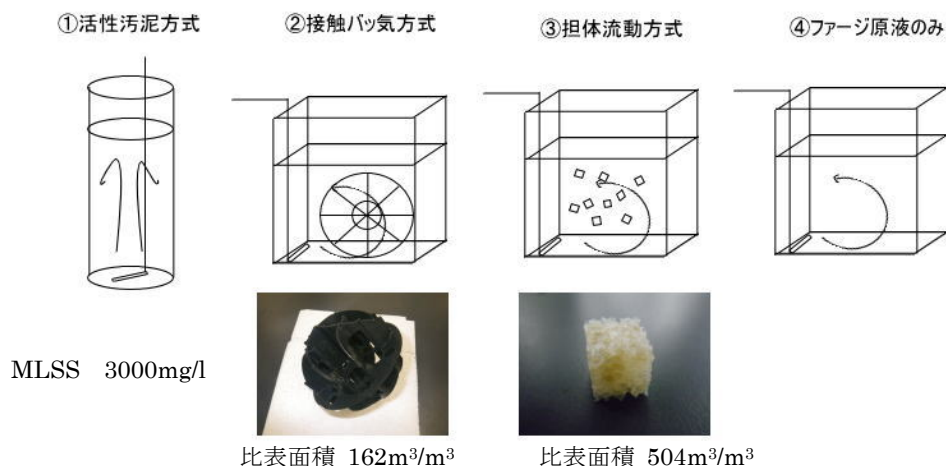 ①活性汚泥方式
②接触バッ気方式
③担体流動方式
④ファージ原液のみ
MLSS 3000mg/l
比表面積 162m³/m³
比表面積 504m³/m³